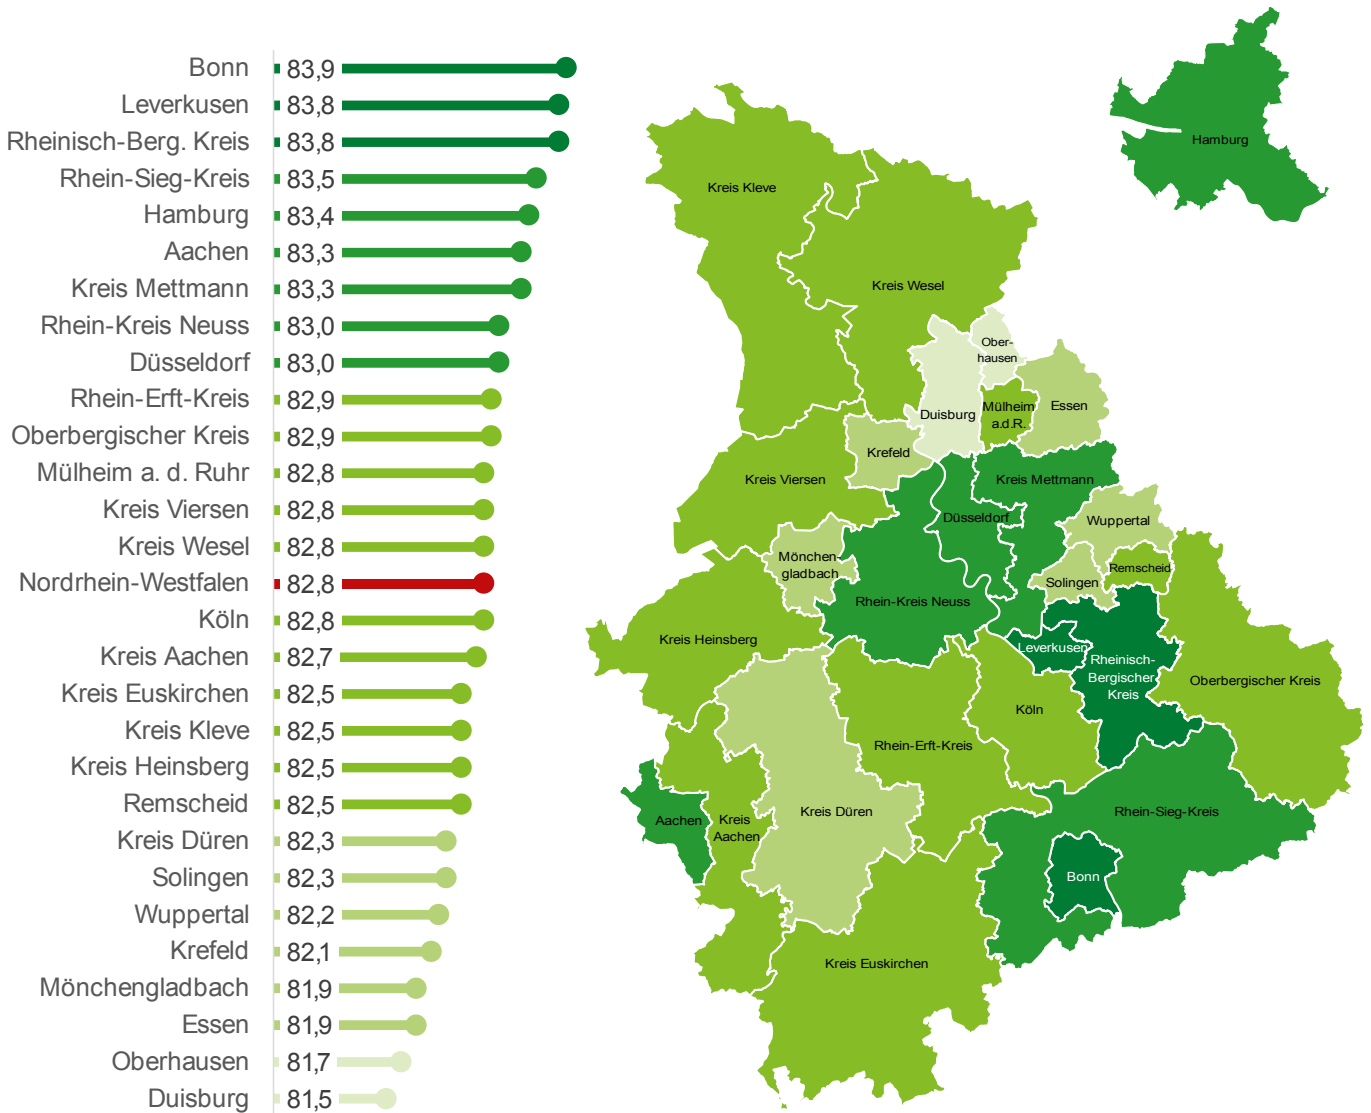 Bonn 83,9
Leverkusen 83,8
Rheinisch-Berg. Kreis 83,8
Rhein-Sieg-Kreis 83,5
Hamburg 83,4
Aachen 83,3
Kreis Mettmann 83,3
Rhein-Kreis Neuss 83,0
Düsseldorf 83,0
Rhein-Erft-Kreis 82,9
Oberbergischer Kreis 82,9
Mülheim a. d. Ruhr 82,8
Kreis Viersen 82,8
Kreis Wesel 82,8
Nordrhein-Westfalen 82,8
Köln 82,8
Kreis Aachen 82,7
Kreis Euskirchen 82,5
Kreis Kleve 82,5
Kreis Heinsberg 82,5
Remscheid 82,5
Kreis Düren 82,3
Solingen 82,3
Wuppertal 82,2
Krefeld 82,1
Mönchengladbach 81,9
Essen 81,9
Oberhausen 81,7
Duisburg 81,5
Hamburg
Kreis Kleve
Kreis Wesel
Ober-
hausen
Duisburg
Mülheim
a.d.R.
Essen
Krefeld
Kreis Viersen
Kreis Mettmann
Düsseldorf
Wuppertal
Mönchen-
gladbach
Remscheid
Solingen
Rhein-Kreis Neuss
Kreis Heinsberg
Leverkusen
Rheinisch-
Bergischer
Kreis
Oberbergischer Kreis
Köln
Rhein-Erft-Kreis
Kreis Düren
Rhein-Sieg-Kreis
Aachen
Kreis
Aachen
Bonn
Kreis Euskirchen